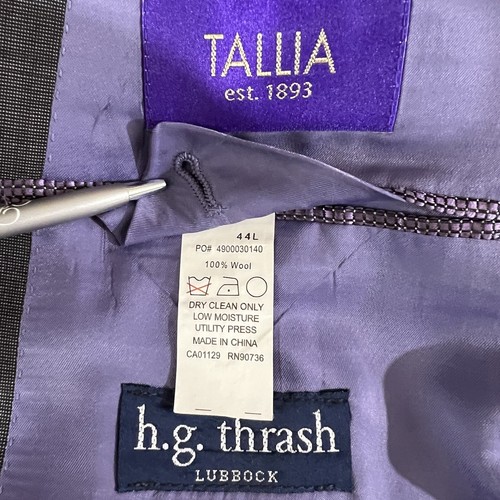 TALLIA
est. 1893
44L
PO# 4900030140
100% Wool
DRY CLEAN ONLY
LOW MOISTURE
UTILITY PRESS
MADE IN CHINA
CA01129 RN90736
h.g. thrash
LUBBOCK